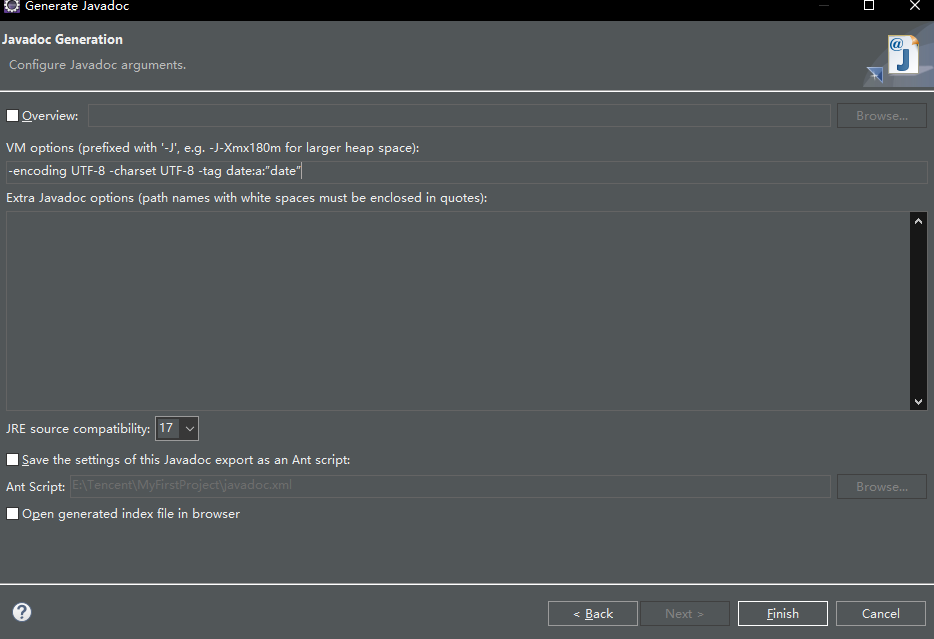 Generate Javadoc
Javadoc Generation
Configure Javadoc arguments.
@
J
Overview:
Browse...
VM options (prefixed with '-J', e.g. -J-Xmx180m for larger heap space):
-encoding UTF-8 -charset UTF-8 -tag date:a:”date”
Extra Javadoc options (path names with white spaces must be enclosed in quotes):
JRE source compatibility: 17
Save the settings of this Javadoc export as an Ant script:
Ant Script: E:\Tencent\MyFirstProject\javadoc.xml Browse...
Open generated index file in browser
? < Back Next > Finish Cancel